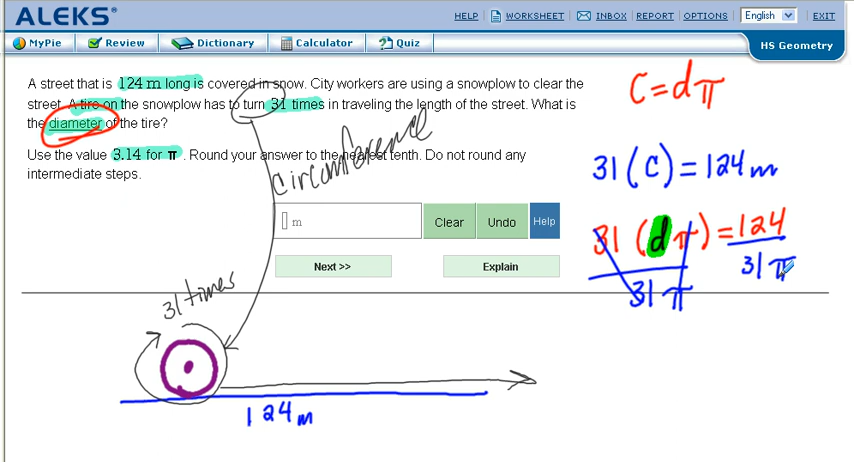 ALEKS®
HELP | WORKSHEET INBOX | REPORT | OPTIONS English EXIT
MyPie Review Dictionary Calculator Quiz HS Geometry
A street that is 124 m long is covered in snow. City workers are using a snowplow to clear the
street. A tire on the snowplow has to turn 31 times in traveling the length of the street. What is
the diameter of the tire?
Use the value 3.14 for π . Round your answer to the nearest tenth. Do not round any
intermediate steps.
circumference
m Clear Undo Help
Next >> Explain
31 times
124 m
C = dπ
31 (C) = 124m
31 (dπ) = 124
31 π 31 π